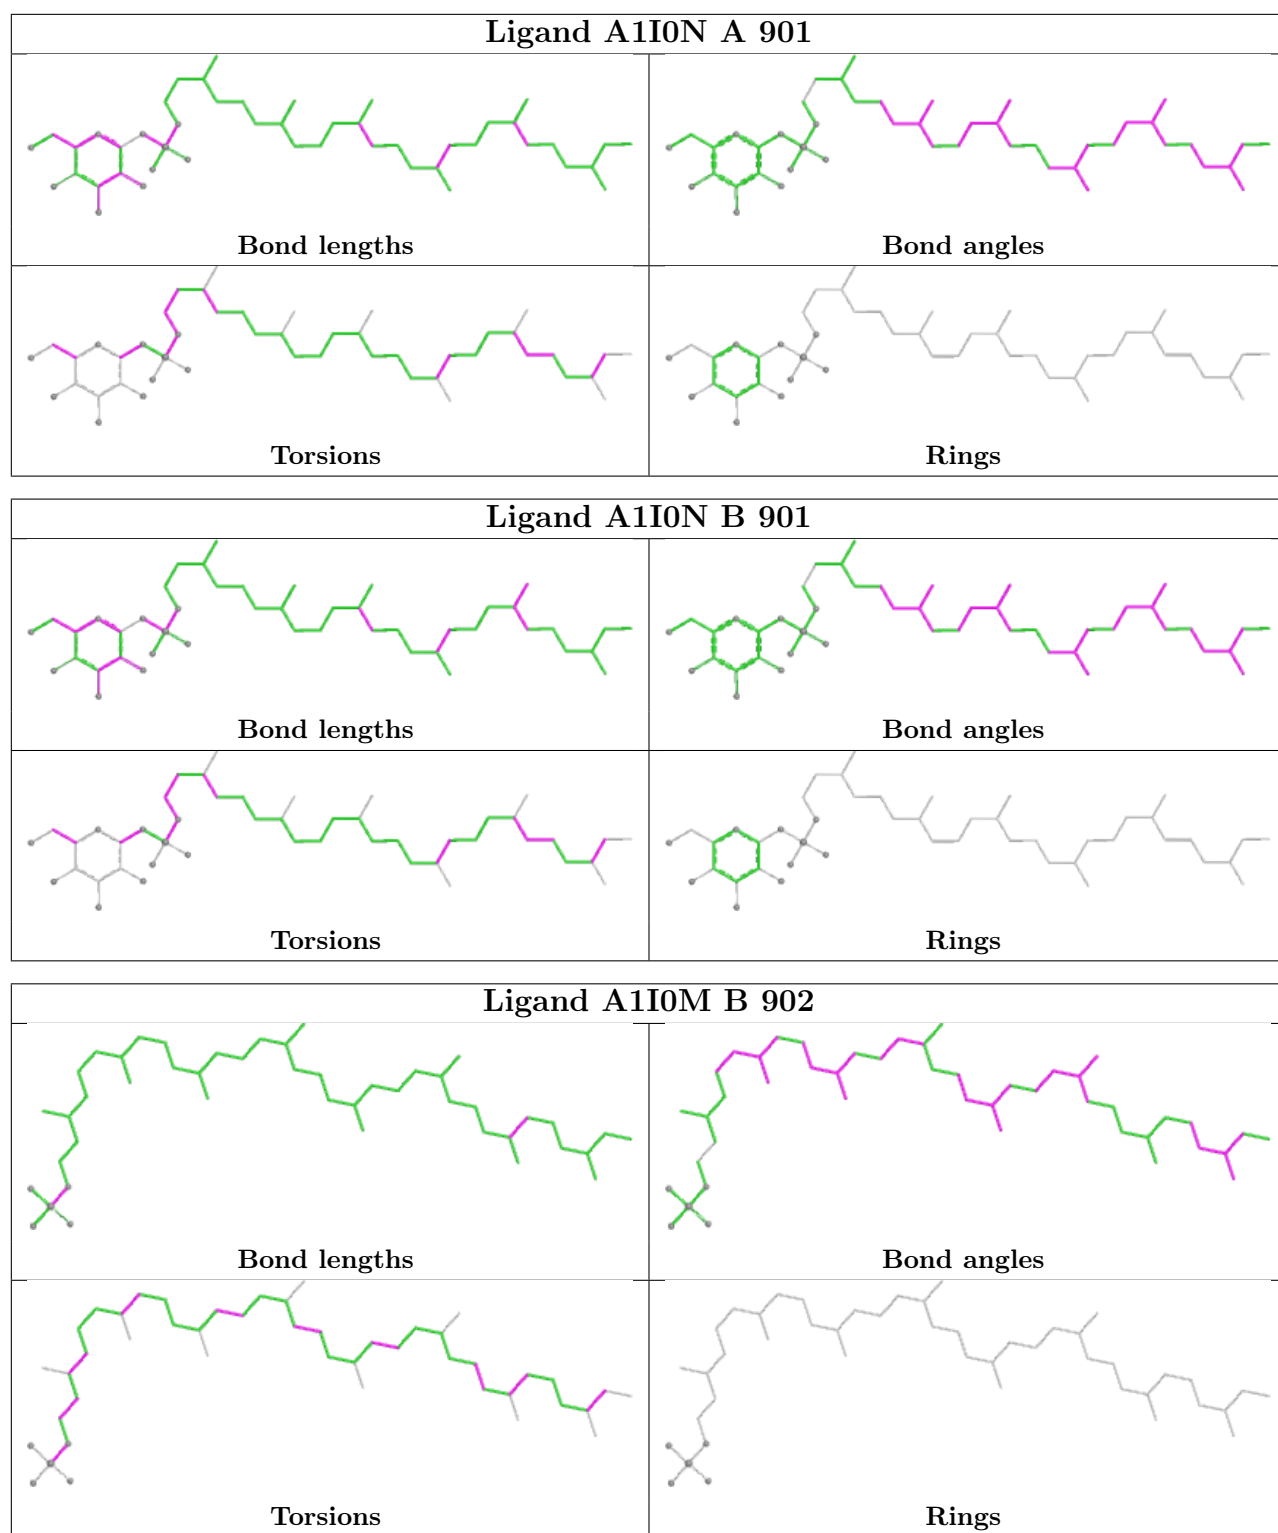 Ligand A1I0N A 901
Bond lengths
Bond angles
Torsions
Rings
Ligand A1I0N B 901
Bond lengths
Bond angles
Torsions
Rings
Ligand A1I0M B 902
Bond lengths
Bond angles
Torsions
Rings